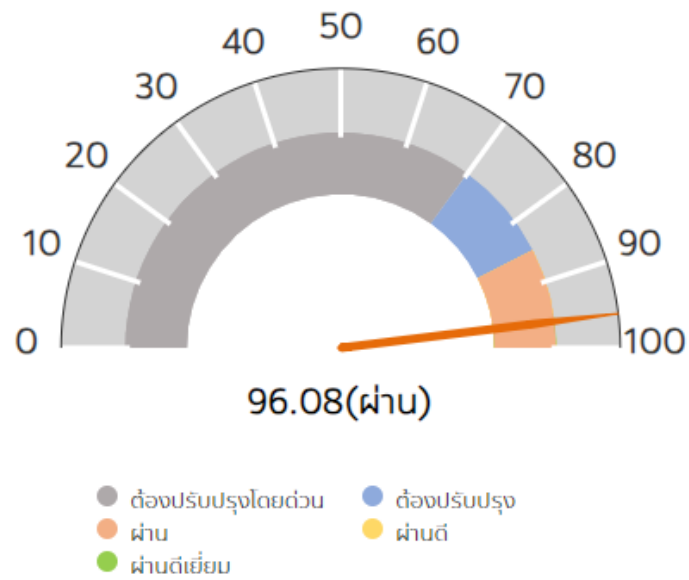 50
40
60
30
70
20
80
10
90
0
100
96.08(ผ่าน)
ต้องปรับปรุงโดยด่วน
ต้องปรับปรุง
ผ่าน
ผ่านดี
ผ่านดีเยี่ยม